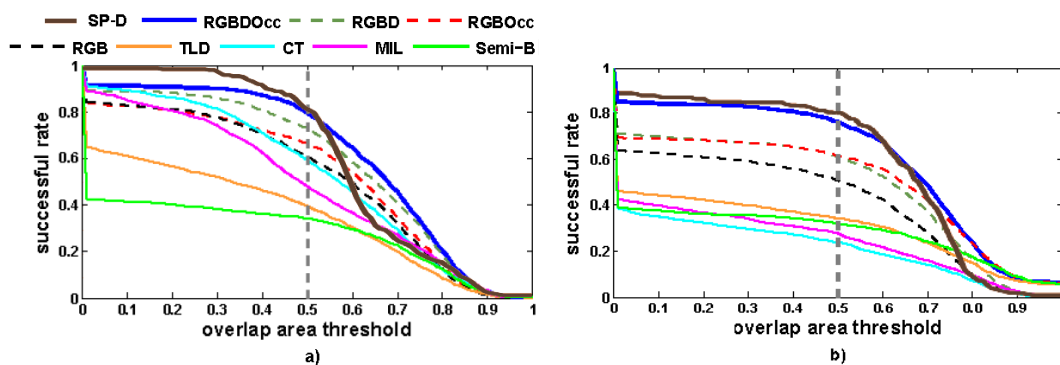 SP-D RGBDOcc RGBD RGBOcc
RGB TLD CT MIL Semi-B
1
0.8
0.6
0.4
0.2
0
successful rate
0 0.1 0.2 0.3 0.4 0.5 0.6 0.7 0.8 0.9 1
overlap area threshold
a)
1
0.8
0.6
0.4
0.2
0
successful rate
0 0.1 0.2 0.3 0.4 0.5 0.6 0.7 0.8 0.9
overlap area threshold
b)